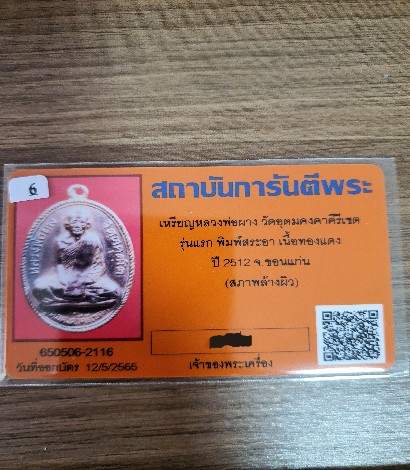 6
สถาบันการันตีพระ
เหรียญหลวงพ่อผาง วัดอุดมคงคาคีรีเขต
รุ่นแรก พิมพ์สระอา เนื้อทองแดง
ปี 2512 จ.ขอนแก่น
(สภาพล้างผิว)
650506-2116
วันที่ออกบัตร 12/5/2565
เจ้าของพระเครื่อง